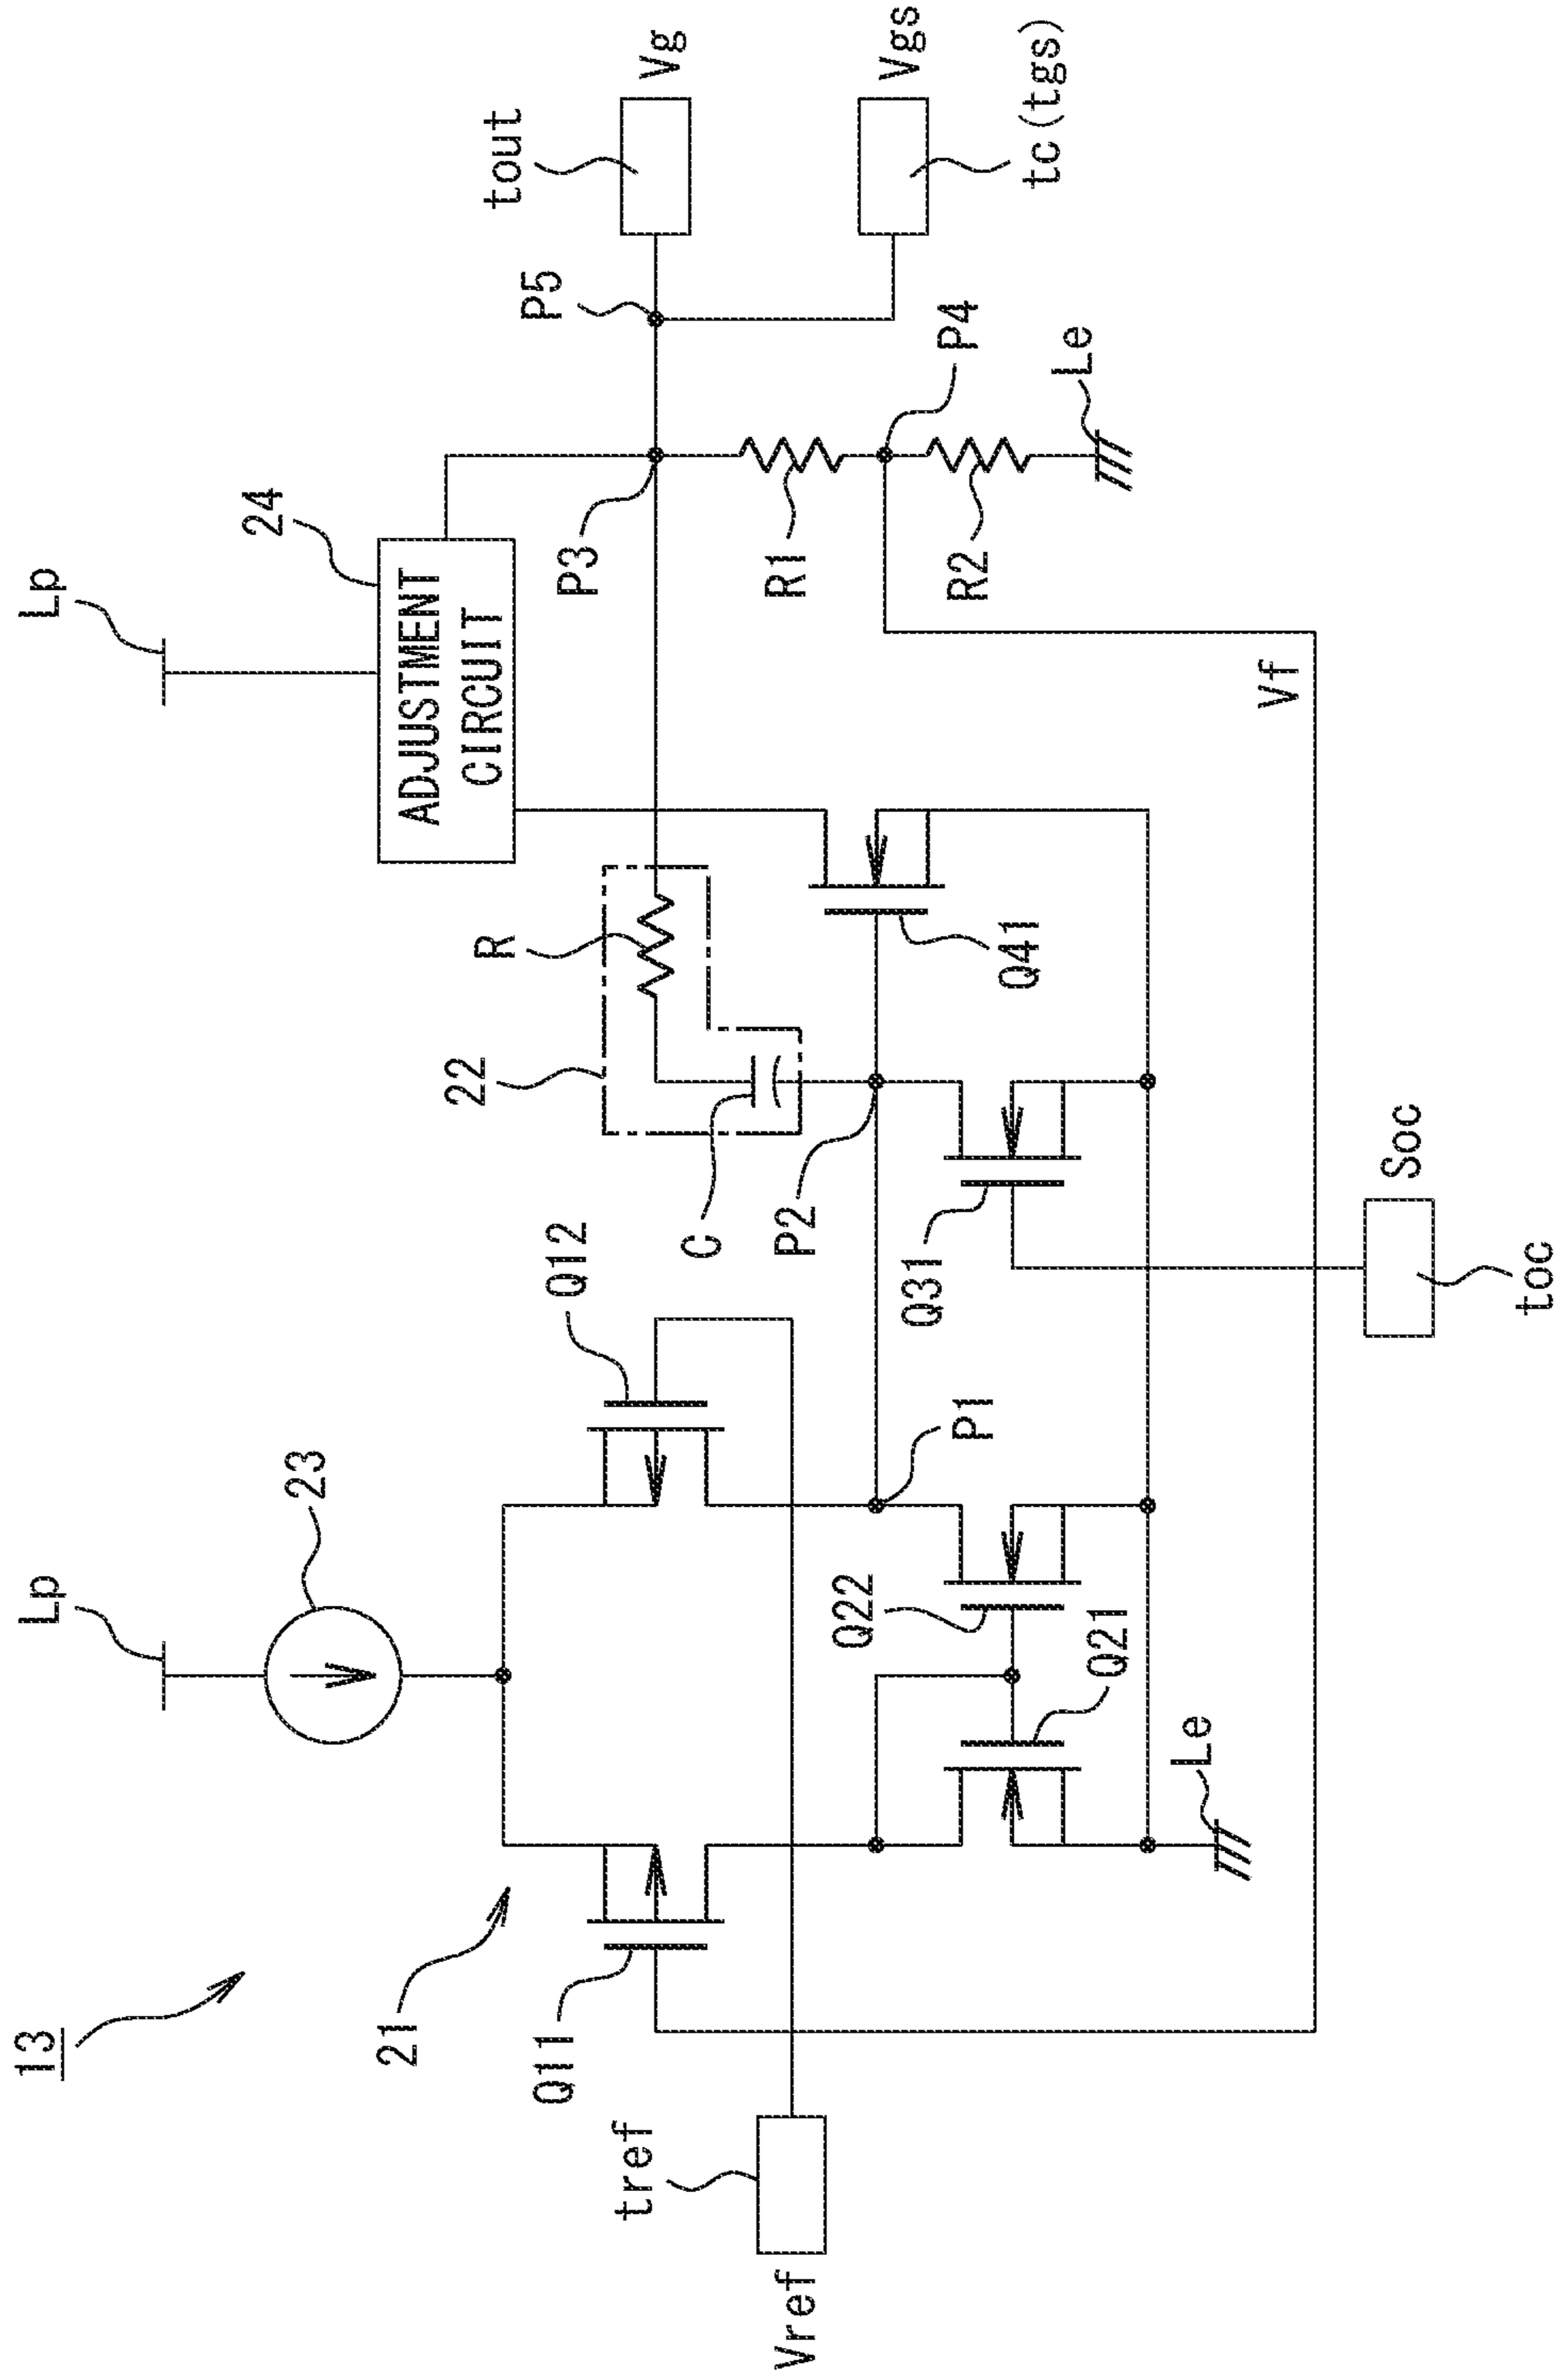 13
Lp
23
21
Q11
Q12
tref
Vref
Q22
Q21
P1
Le
Lp
24
ADJUSTMENT
CIRCUIT
22
R
C
P2
P3
Q31
Q41
R1
R2
P4
Le
P5
tout
Vg
Vgs
tc(tgs)
Vf
Soc
toc